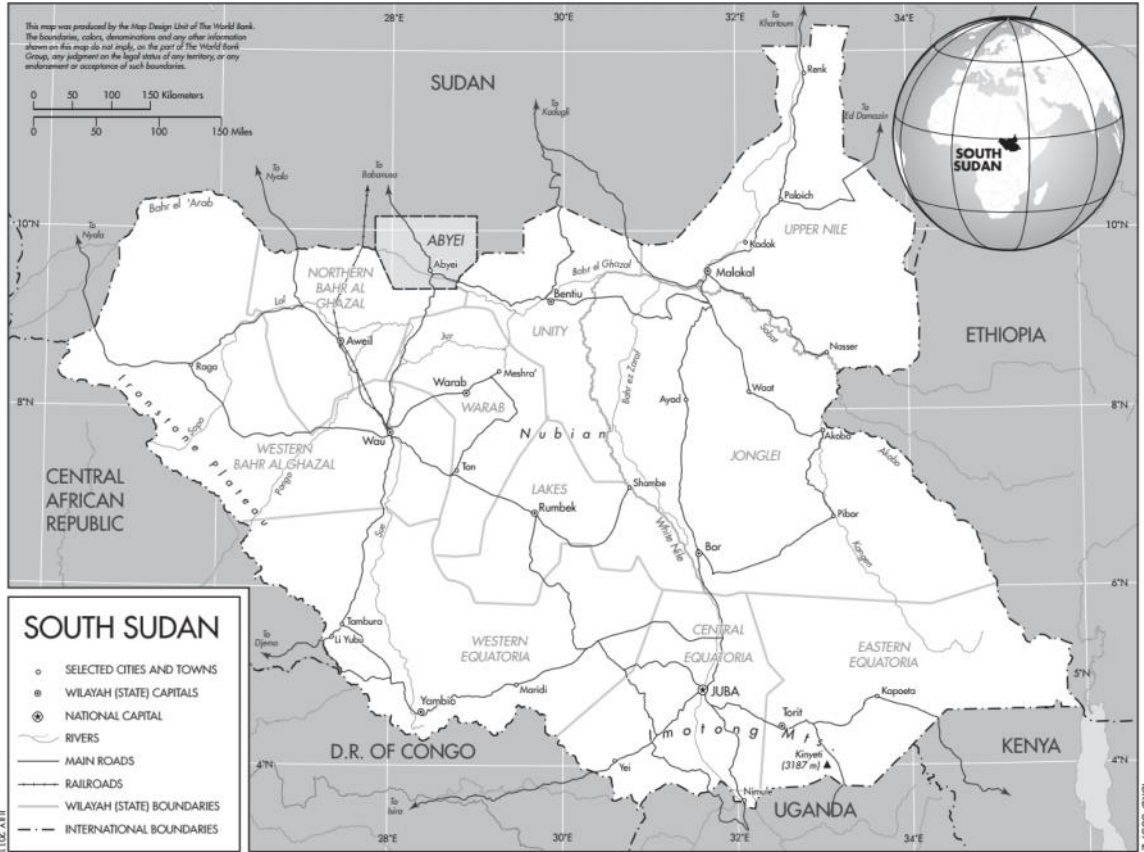 This map was produced by the Map Design Unit of The World Bank.
The boundaries, colors, denominations and any other information
shown on this map do not imply, on the part of The World Bank
Group, any judgment on the legal status of any territory, or any
endorsement or acceptance of such boundaries.
0 50 100 150 Kilometers
0 50 100 150 Miles
28°E
30°E
32°E
34°E
To
Khartoum
Renk
SUDAN
To
Kadugli
To
Ed Damazin
SOUTH
SUDAN
To
Nyala
To
Babanusa
To
Nyala
Bahr el 'Arab
Paloich
10°N
10°N
ABYEI
UPPER NILE
Kodok
Abyei
Bahr el Ghazal
Malakal
NORTHERN
BAHR AL
GHAZAL
Bentiu
Lol
UNITY
Sobat
ETHIOPIA
Aweil
Jur
Nasser
Raga
Meshra'
Bahr ez Zaraf
Warab
Waat
8°N
8°N
WARAB
Ayad
Ironstone Plateau
Sopo
Nubian
Wau
Akobo
Akobo
WESTERN
BAHR AL GHAZAL
JONGLEI
Pongo
Ton
CENTRAL
AFRICAN
REPUBLIC
LAKES
Shambe
Rumbek
Pibor
White Nile
Sue
Bor
Kangen
6°N
SOUTH SUDAN
Tambura
Li Yubu
To
Djema
WESTERN
EQUATORIA
CENTRAL
EQUATORIA
EASTERN
EQUATORIA
SELECTED CITIES AND TOWNS
WILAYAH (STATE) CAPITALS
NATIONAL CAPITAL
RIVERS
MAIN ROADS
RAILROADS
WILAYAH (STATE) BOUNDARIES
INTERNATIONAL BOUNDARIES
5°N
Yambio
Maridi
JUBA
Kapoeta
Torit
Imotong Mts
D.R. OF CONGO
KENYA
Kinyeti
(3187 m)
4°N
4°N
Yei
Nimule
UGANDA
To
Isiro
28°E
30°E
32°E
34°E